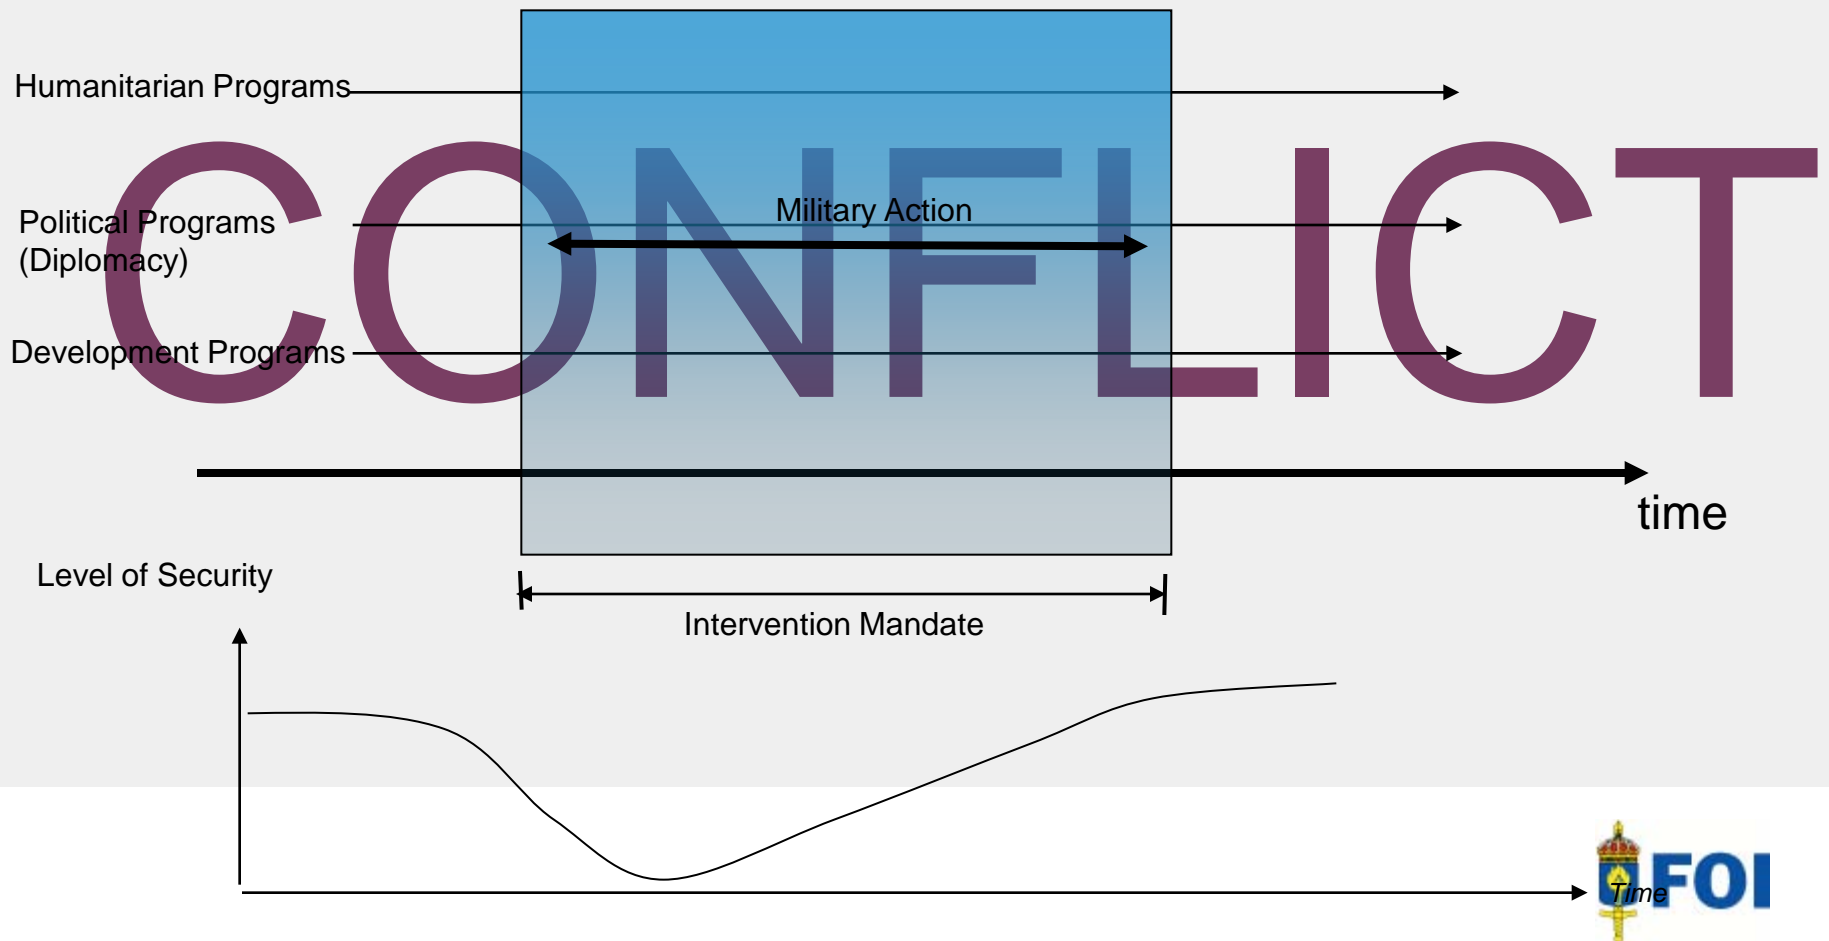 Humanitarian Programs
CONFLICT
Military Action
Political Programs
(Diplomacy)
Development Programs
time
Level of Security
Intervention Mandate
Time
FOI